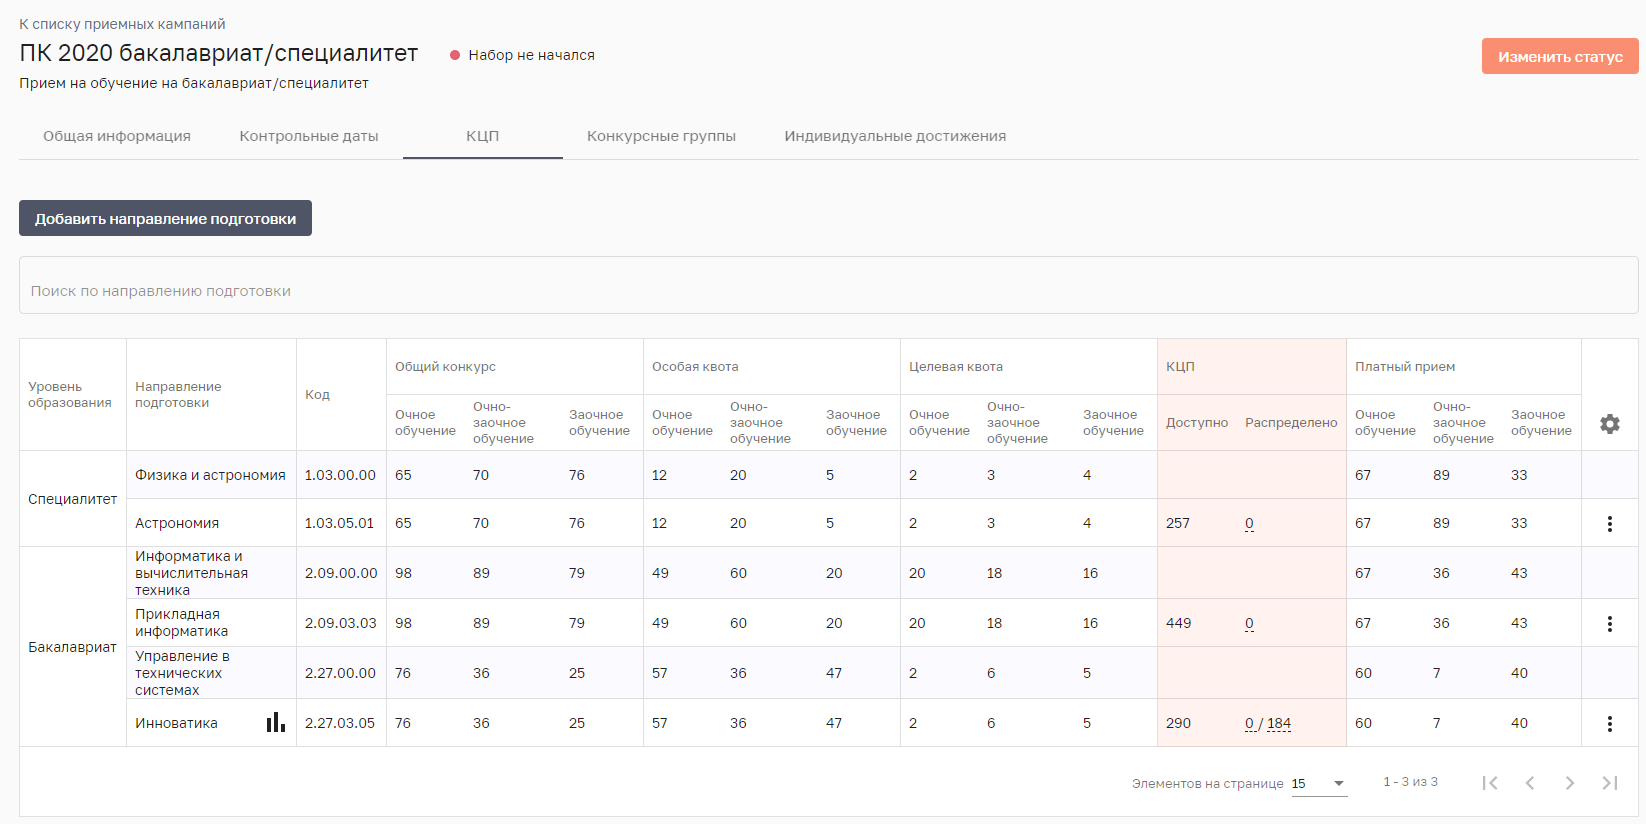 К списку приемных кампаний
ПК 2020 бакалавриат/специалитет
Набор не начался
Изменить статус
Прием на обучение на бакалавриат/специалитет
Общая информация Контрольные даты КЦП Конкурсные группы Индивидуальные достижения
Добавить направление подготовки
Поиск по направлению подготовки
Уровень образования Направление подготовки Код Общий конкурс Особая квота Целевая квота КЦП Платный прием
Очное обучение Очно-заочное обучение Заочное обучение Очное обучение Очно-заочное обучение Заочное обучение Очное обучение Очно-заочное обучение Заочное обучение Доступно Распределено Очное обучение Очно-заочное обучение Заочное обучение
Специалитет
Физика и астрономия 1.03.00.00 65 70 76 12 20 5 2 3 4 67 89 33
Астрономия 1.03.05.01 65 70 76 12 20 5 2 3 4 257 0 67 89 33
Бакалавриат
Информатика и вычислительная техника 2.09.00.00 98 89 79 49 60 20 20 18 16 67 36 43
Прикладная информатика 2.09.03.03 98 89 79 49 60 20 20 18 16 449 0 67 36 43
Управление в технических системах 2.27.00.00 76 36 25 57 36 47 2 6 5 60 7 40
Инноватика 2.27.03.05 76 36 25 57 36 47 2 6 5 290 0 / 184 60 7 40
Элементов на странице 15 1 - 3 из 3